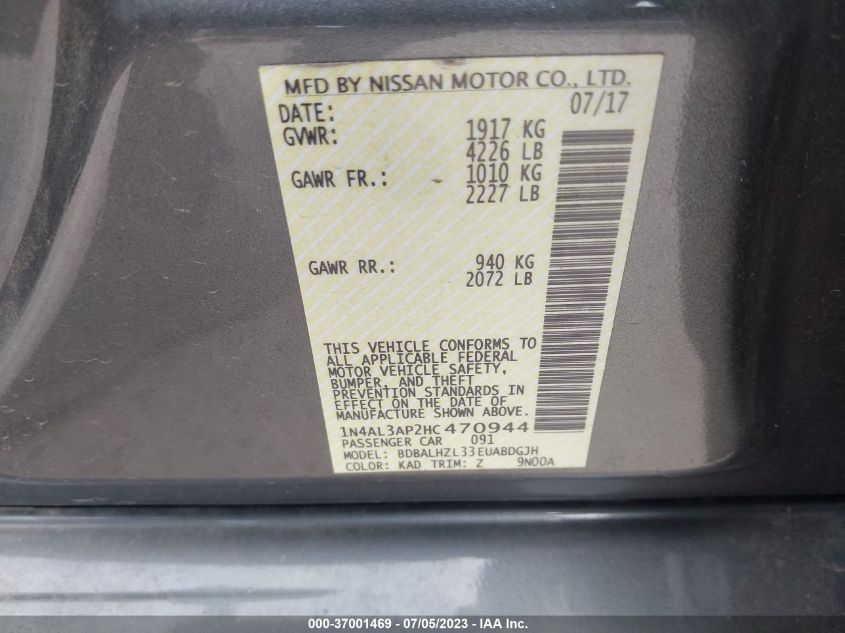 MFD BY NISSAN MOTOR CO., LTD.
DATE: 07/17
GVWR: 1917 KG
4226 LB
GAWR FR.: 1010 KG
2227 LB
GAWR RR.: 940 KG
2072 LB
THIS VEHICLE CONFORMS TO
ALL APPLICABLE FEDERAL
MOTOR VEHICLE SAFETY,
BUMPER, AND THEFT
PREVENTION STANDARDS IN
EFFECT ON THE DATE OF
MANUFACTURE SHOWN ABOVE.
1N4AL3AP2HC470944
PASSENGER CAR 091
MODEL: BDBALHZL33EUABDGJH
COLOR: KAD TRIM: Z 9N00A
000-37001469 - 07/05/2023 - IAA Inc.